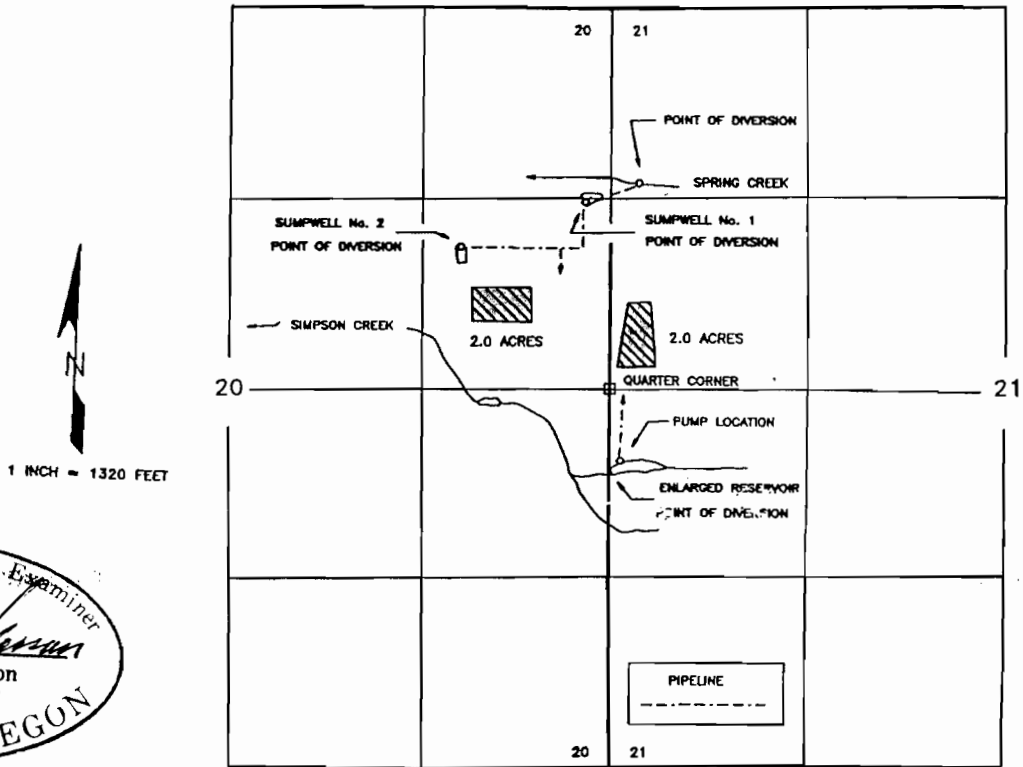 20 21
POINT OF DIVERSION
SPRING CREEK
SUMPWELL No. 2
POINT OF DIVERSION
SUMPWELL No. 1
POINT OF DIVERSION
SIMPSON CREEK
2.0 ACRES
2.0 ACRES
N
20
QUARTER CORNER
21
PUMP LOCATION
1 INCH = 1320 FEET
ENLARGED RESERVOIR
POINT OF DIVERSION
Examiner
EGON
PIPELINE
20 21